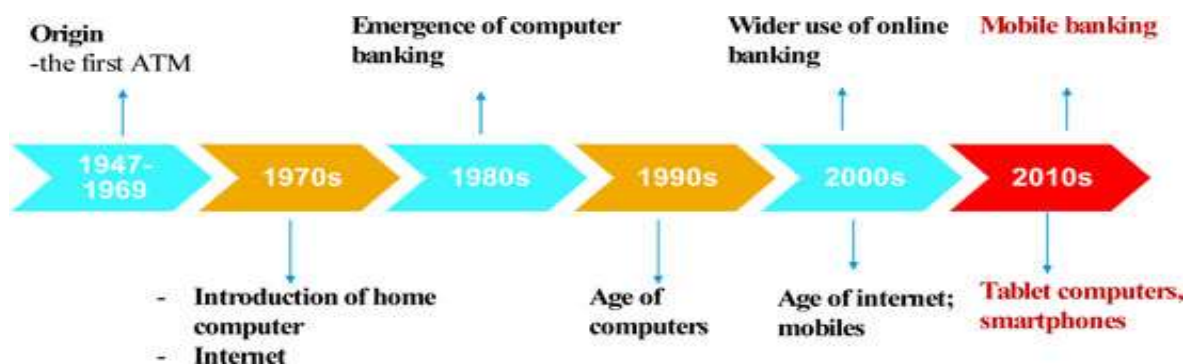 Origin
-the first ATM
Emergence of computer
banking
Wider use of online
banking
Mobile banking
1947-
1969
1970s
1980s
1990s
2000s
2010s
- Introduction of home
computer
- Internet
Age of
computers
Age of internet;
mobiles
Tablet computers,
smartphones